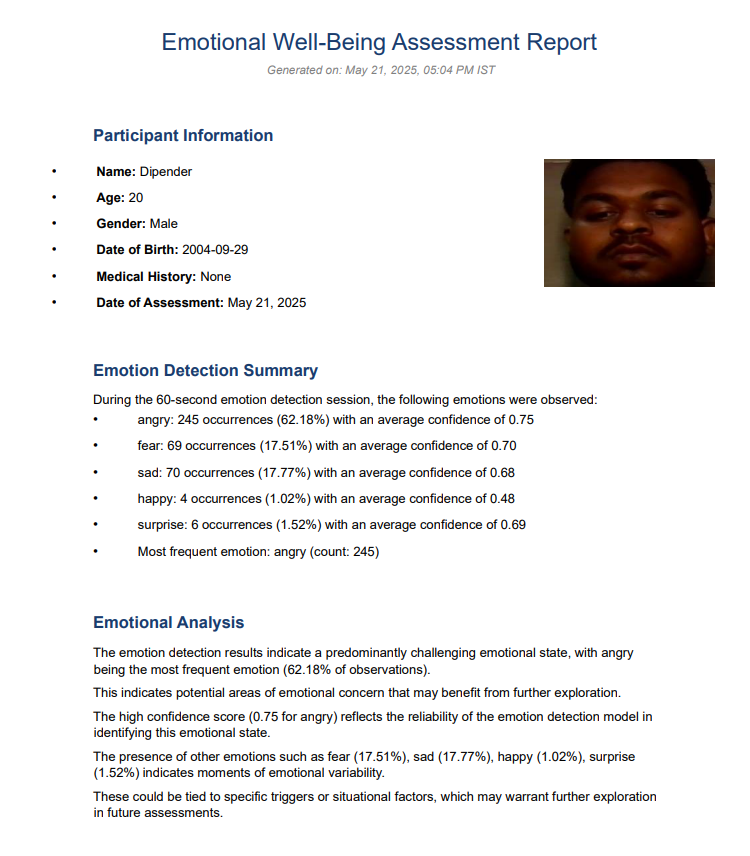 Emotional Well-Being Assessment Report
Generated on: May 21, 2025, 05:04 PM IST
Participant Information
• Name: Dipender
• Age: 20
• Gender: Male
• Date of Birth: 2004-09-29
• Medical History: None
• Date of Assessment: May 21, 2025
Emotion Detection Summary
During the 60-second emotion detection session, the following emotions were observed:
• angry: 245 occurrences (62.18%) with an average confidence of 0.75
• fear: 69 occurrences (17.51%) with an average confidence of 0.70
• sad: 70 occurrences (17.77%) with an average confidence of 0.68
• happy: 4 occurrences (1.02%) with an average confidence of 0.48
• surprise: 6 occurrences (1.52%) with an average confidence of 0.69
• Most frequent emotion: angry (count: 245)
Emotional Analysis
The emotion detection results indicate a predominantly challenging emotional state, with angry
being the most frequent emotion (62.18% of observations).
This indicates potential areas of emotional concern that may benefit from further exploration.
The high confidence score (0.75 for angry) reflects the reliability of the emotion detection model in
identifying this emotional state.
The presence of other emotions such as fear (17.51%), sad (17.77%), happy (1.02%), surprise
(1.52%) indicates moments of emotional variability.
These could be tied to specific triggers or situational factors, which may warrant further exploration
in future assessments.